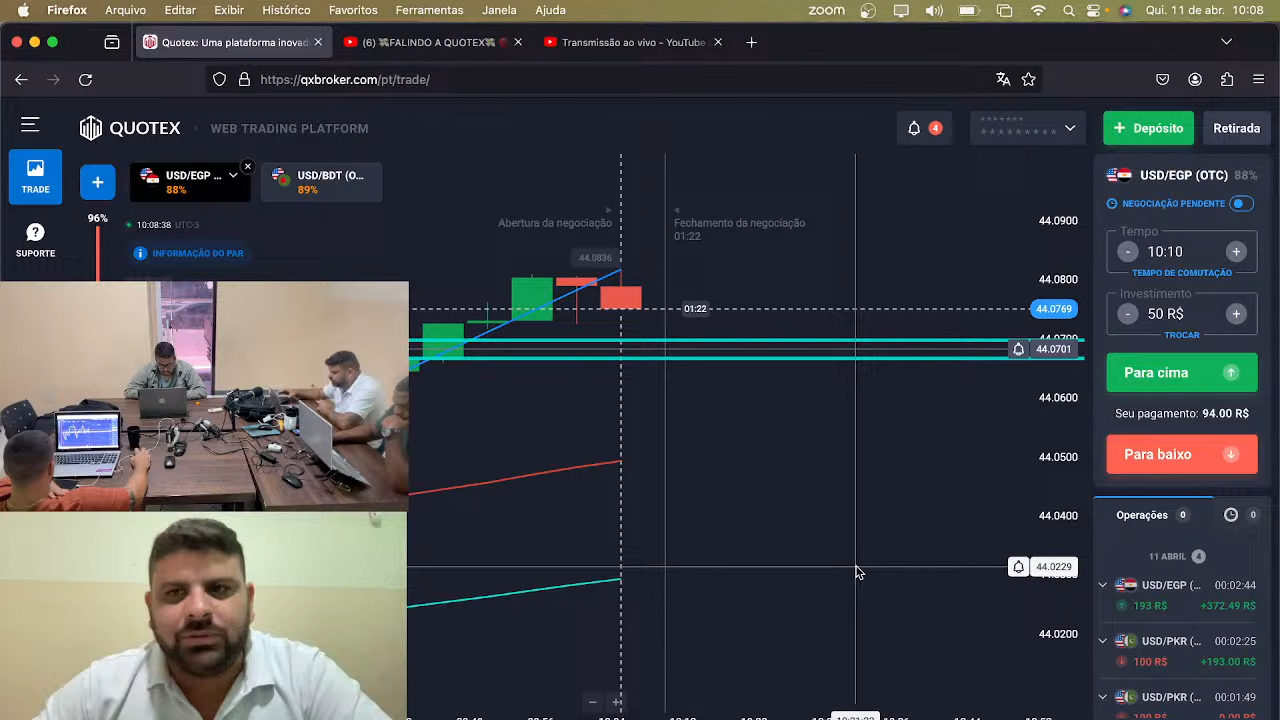 Firefox Arquivo Editar Exibir Histórico Favoritos Ferramentas Janela Ajuda zoom Qui. 11 de abr. 10:08
Quotex: Uma plataforma inovad (6) FALINDO A QUOTEX Transmissão ao vivo - YouTube
https://qxbroker.com/pt/trade/
QUOTEX WEB TRADING PLATFORM
4
*******
*********
Depósito
Retirada
TRADE
USD/EGP ...
88%
USD/BDT (O...
89%
USD/EGP (OTC) 88%
96%
10:08:38 UTC-3
SUPORTE
INFORMAÇÃO DO PAR
Abertura da negociação
Fechamento da negociação
01:22
44.0836
01:22
44.0900
44.0800
44.0769
44.0701
44.0600
44.0500
44.0400
44.0229
44.0200
NEGOCIAÇÃO PENDENTE
Tempo
- 10:10 +
TEMPO DE COMUTAÇÃO
Investimento
- 50 R$ +
TROCAR
Para cima
Seu pagamento: 94.00 R$
Para baixo
Operações 0 0
11 ABRIL 4
USD/EGP (... 00:02:44
193 R$ +372.49 R$
USD/PKR (... 00:02:25
100 R$ +193.00 R$
USD/PKR (... 00:01:49
100 R$ 0.00 R$